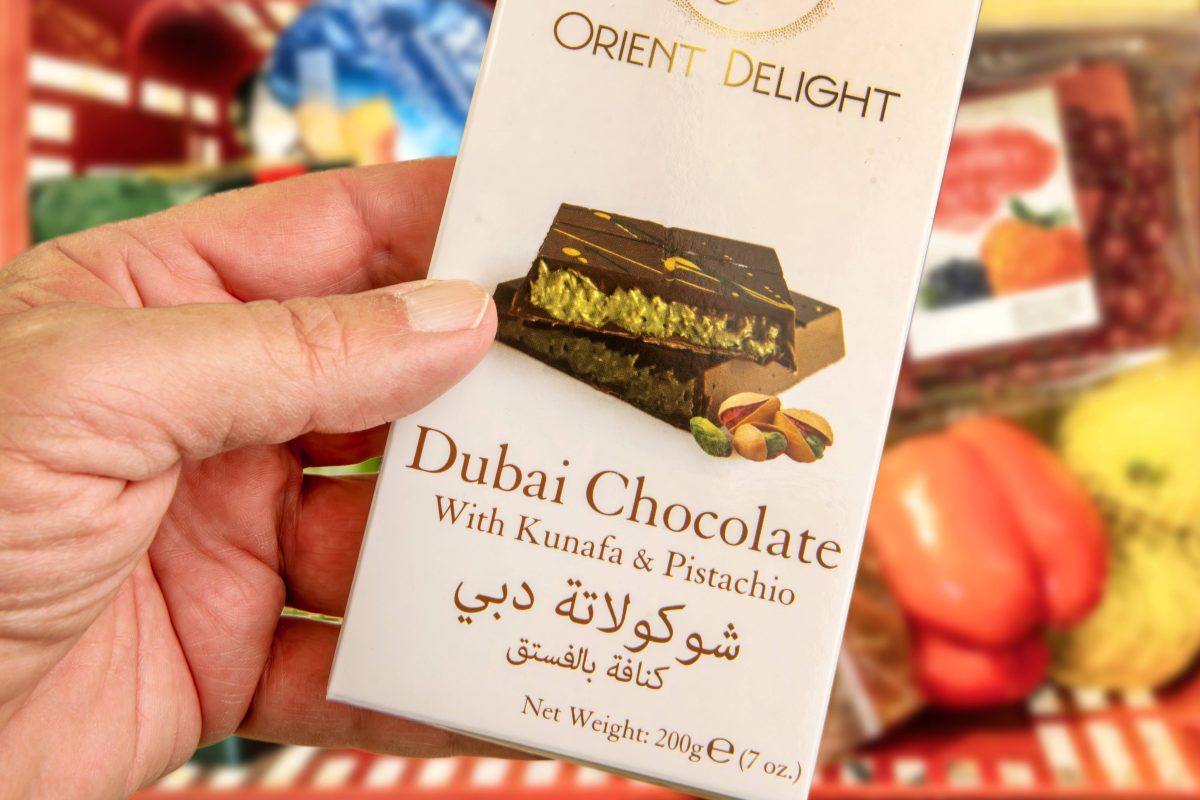 ORIENT DELIGHT
Dubai Chocolate
With Kunafa & Pistachio
شوكولاتة دبي
كنافة بالفستق
Net Weight: 200g ℮ (7 oz.)